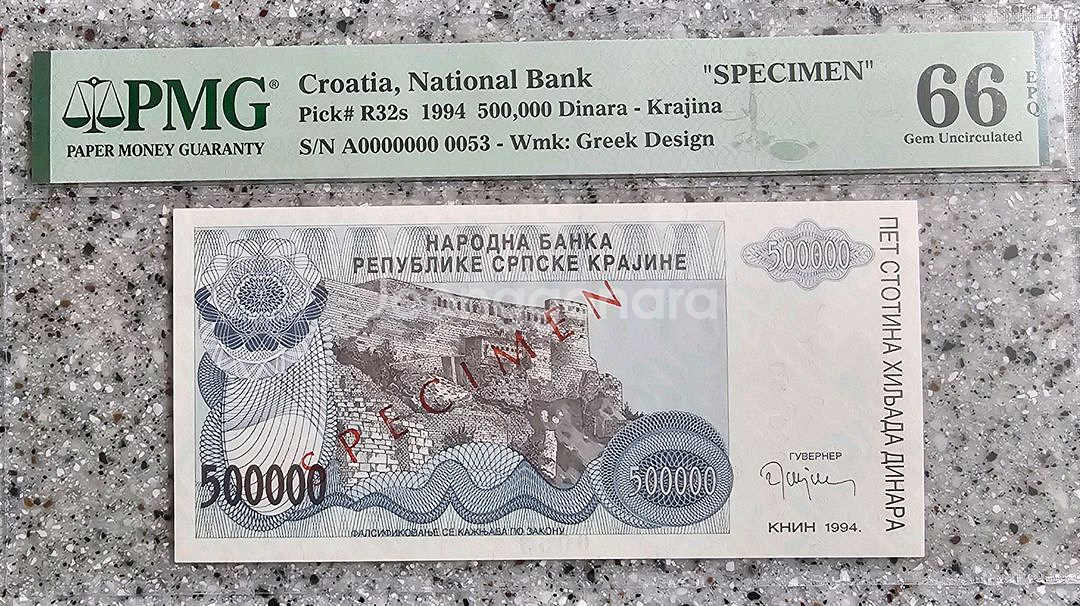 PMG®
PAPER MONEY GUARANTY
Croatia, National Bank
"SPECIMEN"
Pick# R32s 1994 500,000 Dinara - Krajina
S/N A0000000 0053 - Wmk: Greek Design
66
EPQ
Gem Uncirculated
НАРОДНА БАНКА
РЕПУБЛИКЕ СРПСКЕ КРАЈИНЕ
500000
ПЕТ СТОТИНА ХИЉАДА ДИНАРА
SPECIMEN
500000
500000
ГУВЕРНЕР
КНИН 1994.
ФАЛСИФИКОВАЊЕ СЕ КАЖЊАВА ПО ЗАКОНУ